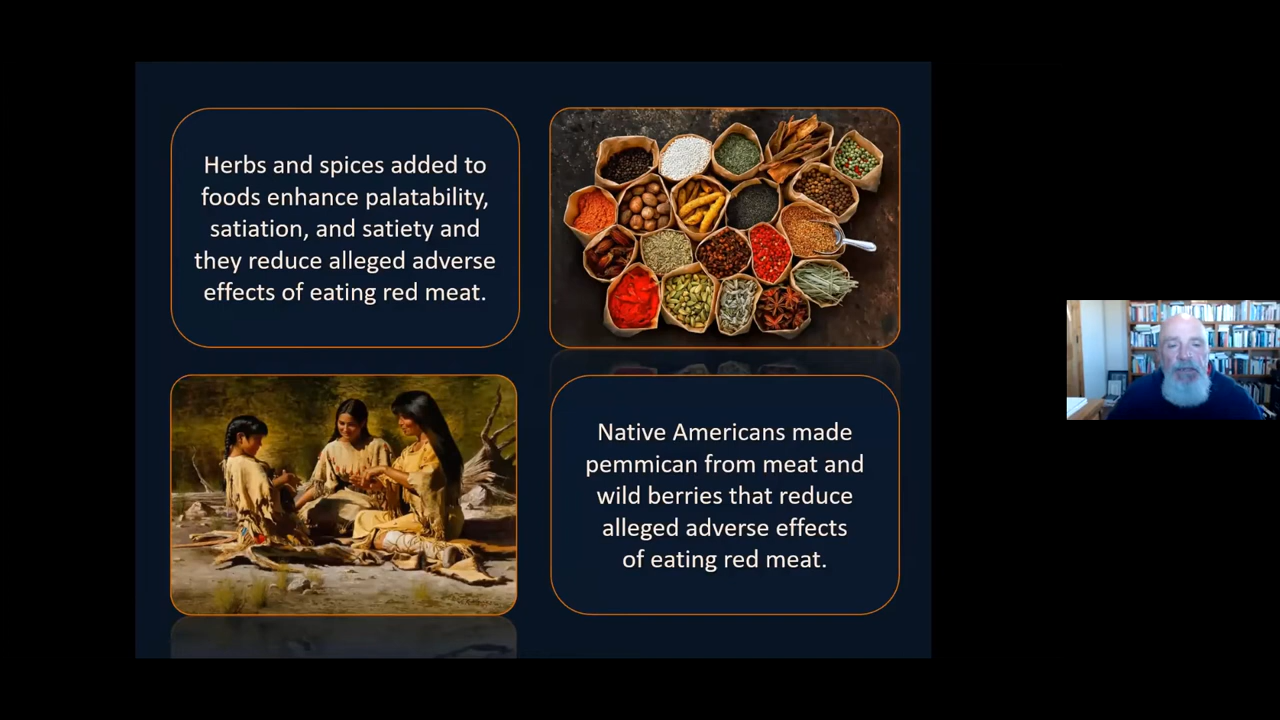 Herbs and spices added to
foods enhance palatability,
satiation, and satiety and
they reduce alleged adverse
effects of eating red meat.
Native Americans made
pemmican from meat and
wild berries that reduce
alleged adverse effects
of eating red meat.